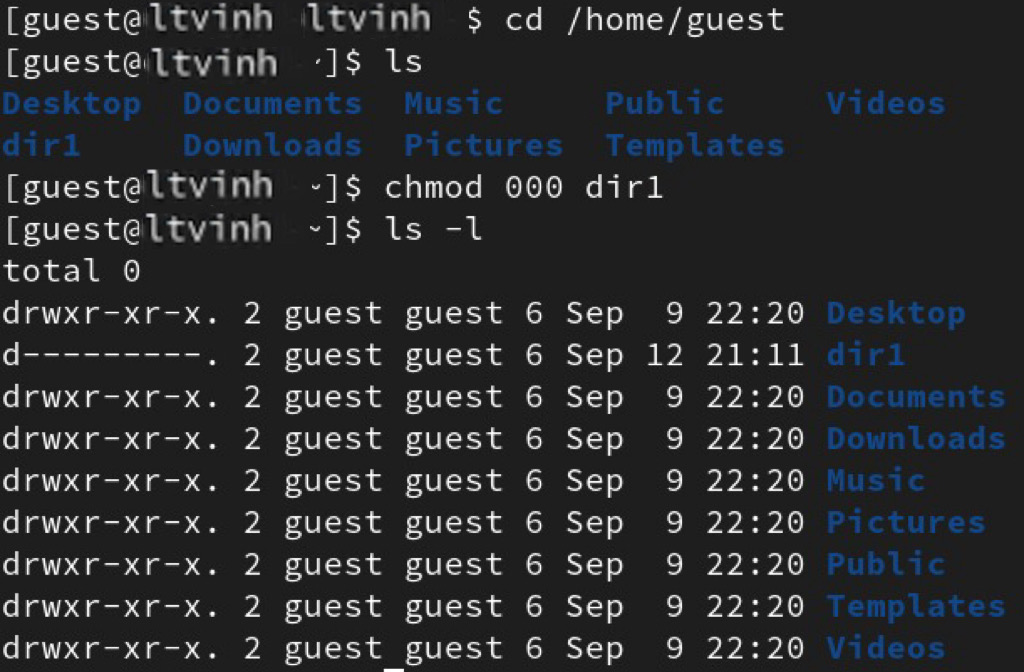 [guest@ltvinh ltvinh $ cd /home/guest
[guest@ltvinh ~]$ ls
Desktop Documents Music Public Videos
dir1 Downloads Pictures Templates
[guest@ltvinh ~]$ chmod 000 dir1
[guest@ltvinh ~]$ ls -l
total 0
drwxr-xr-x. 2 guest guest 6 Sep  9 22:20 Desktop
d---------. 2 guest guest 6 Sep 12 21:11 dir1
drwxr-xr-x. 2 guest guest 6 Sep  9 22:20 Documents
drwxr-xr-x. 2 guest guest 6 Sep  9 22:20 Downloads
drwxr-xr-x. 2 guest guest 6 Sep  9 22:20 Music
drwxr-xr-x. 2 guest guest 6 Sep  9 22:20 Pictures
drwxr-xr-x. 2 guest guest 6 Sep  9 22:20 Public
drwxr-xr-x. 2 guest guest 6 Sep  9 22:20 Templates
drwxr-xr-x. 2 guest guest 6 Sep  9 22:20 Videos